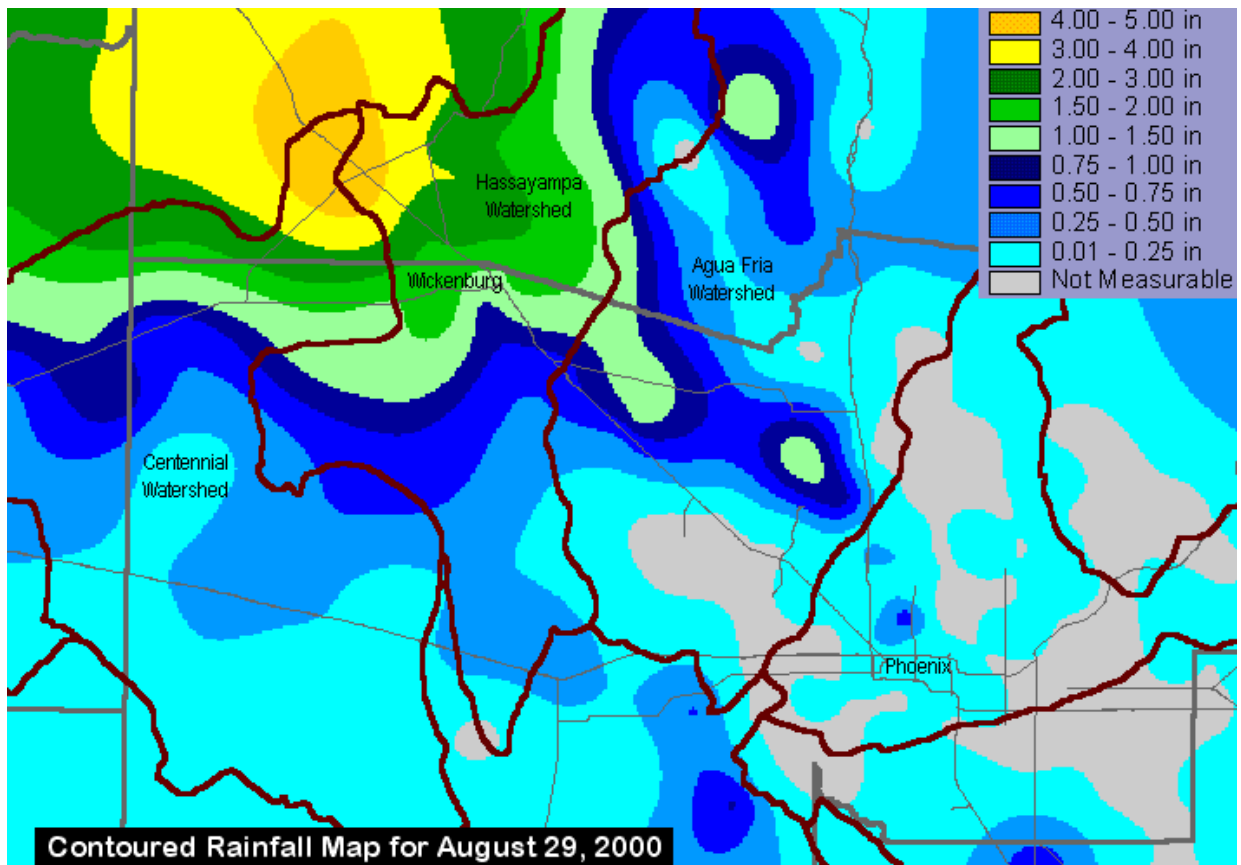 4.00 - 5.00 in
3.00 - 4.00 in
2.00 - 3.00 in
1.50 - 2.00 in
1.00 - 1.50 in
0.75 - 1.00 in
0.50 - 0.75 in
0.25 - 0.50 in
0.01 - 0.25 in
Not Measurable
Hassayampa
Watershed
Wickenburg
Agua Fria
Watershed
Centennial
Watershed
Phoenix
Contoured Rainfall Map for August 29, 2000